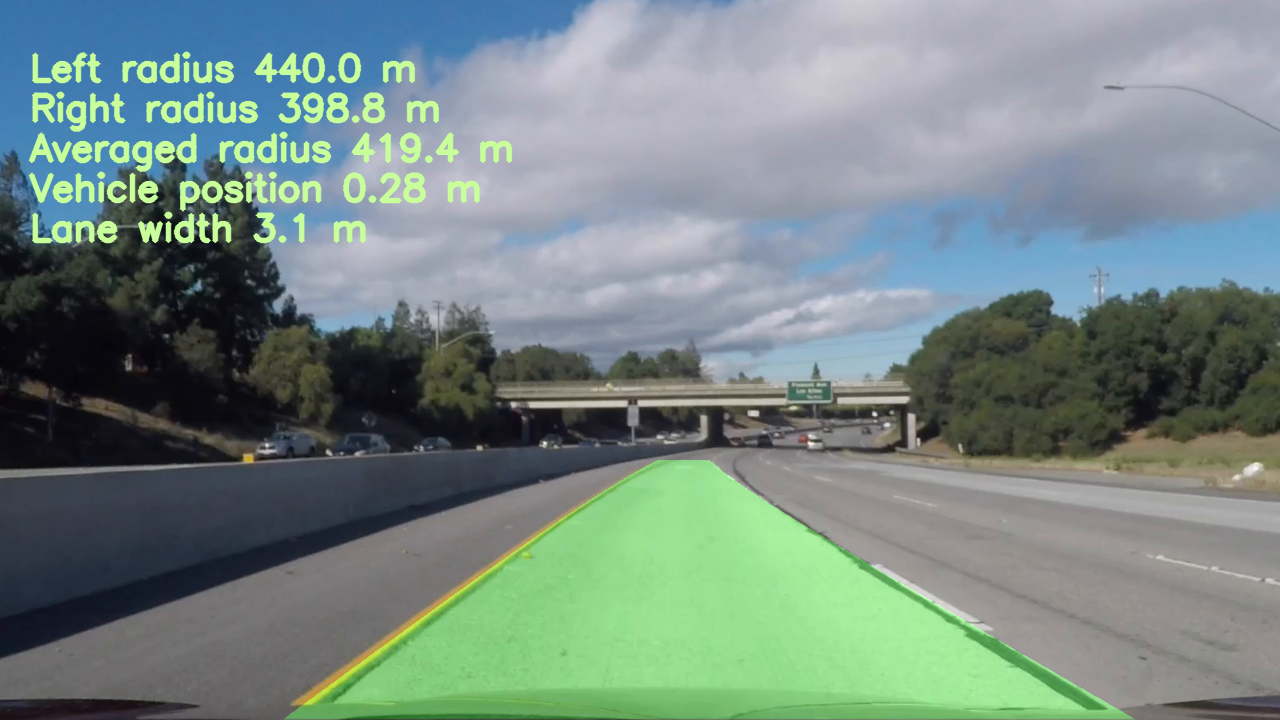 Left radius 440.0 m
Right radius 398.8 m
Averaged radius 419.4 m
Vehicle position 0.28 m
Lane width 3.1 m